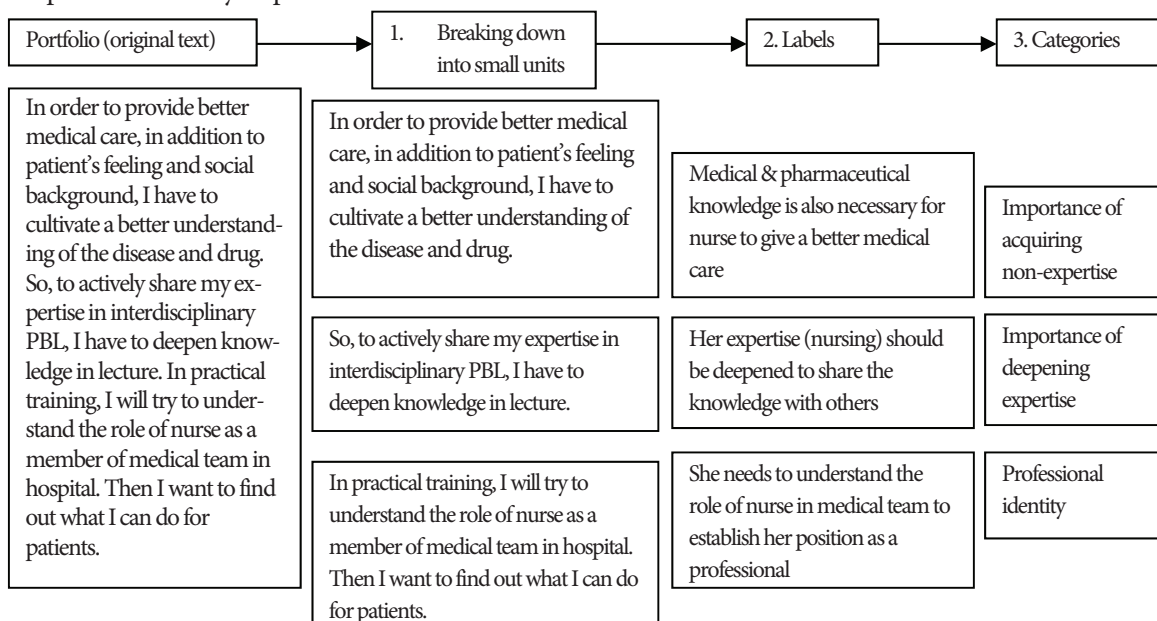 Portfolio (original text)
1. Breaking down
into small units
2. Labels
3. Categories
In order to provide better
medical care, in addition to
patient's feeling and social
background, I have to
cultivate a better understand-
ing of the disease and drug.
So, to actively share my ex-
pertise in interdisciplinary
PBL, I have to deepen know-
ledge in lecture. In practical
training, I will try to under-
stand the role of nurse as a
member of medical team in
hospital. Then I want to find
out what I can do for
patients.
In order to provide better medical
care, in addition to patient's feeling
and social background, I have to
cultivate a better understanding of
the disease and drug.
Medical & pharmaceutical
knowledge is also necessary for
nurse to give a better medical
care
Importance of
acquiring
non-expertise
So, to actively share my expertise in
interdisciplinary PBL, I have to
deepen knowledge in lecture.
Her expertise (nursing) should
be deepened to share the
knowledge with others
Importance of
deepening
expertise
In practical training, I will try to
understand the role of nurse as a
member of medical team in hospital.
Then I want to find out what I can do
for patients.
She needs to understand the
role of nurse in medical team to
establish her position as a
professional
Professional
identity